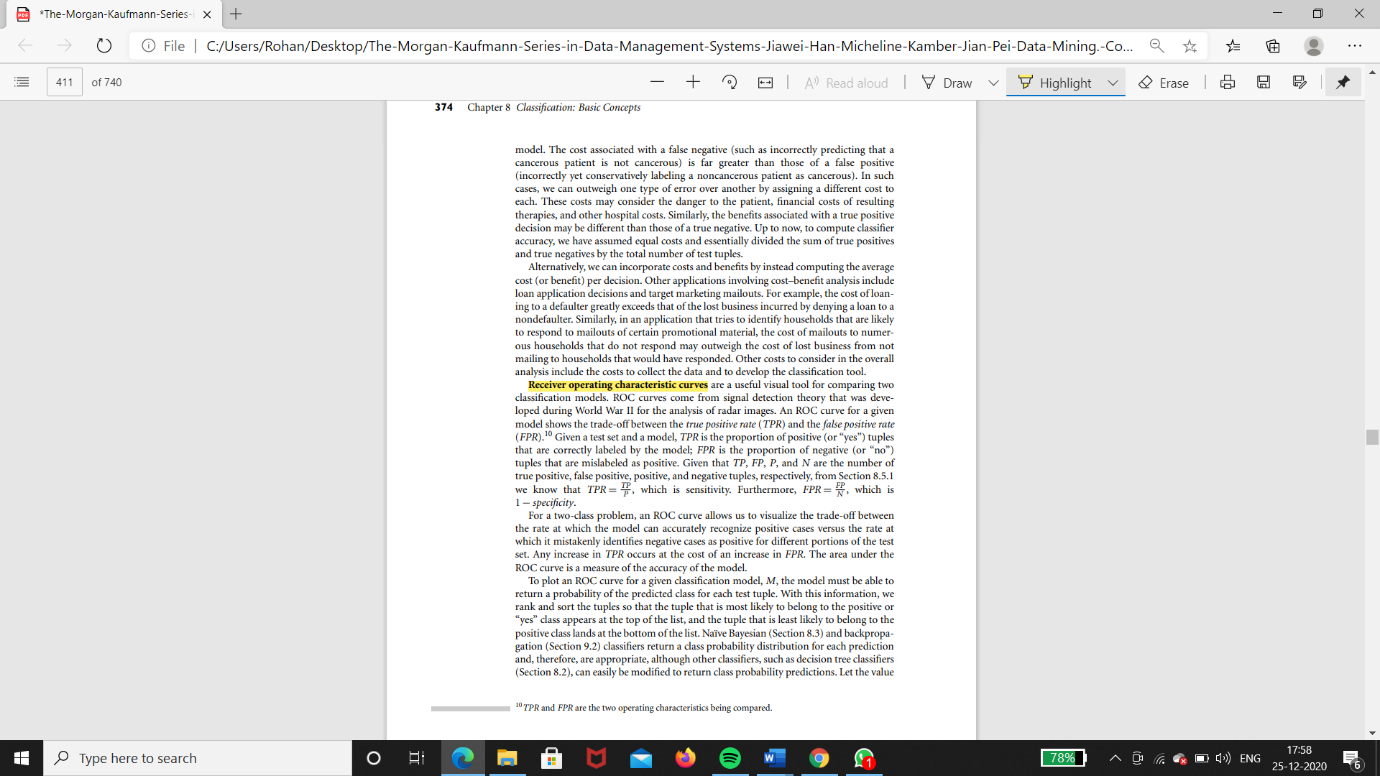 *The-Morgan-Kaufmann-Series-
File | C:/Users/Rohan/Desktop/The-Morgan-Kaufmann-Series-in-Data-Management-Systems-Jiawei-Han-Micheline-Kamber-Jian-Pei-Data-Mining.-Co...
411 of 740 Read aloud Draw Highlight Erase
374 Chapter 8 Classification: Basic Concepts
model. The cost associated with a false negative (such as incorrectly predicting that a
cancerous patient is not cancerous) is far greater than those of a false positive
(incorrectly yet conservatively labeling a noncancerous patient as cancerous). In such
cases, we can outweigh one type of error over another by assigning a different cost to
each. These costs may consider the danger to the patient, financial costs of resulting
therapies, and other hospital costs. Similarly, the benefits associated with a true positive
decision may be different than those of a true negative. Up to now, to compute classifier
accuracy, we have assumed equal costs and essentially divided the sum of true positives
and true negatives by the total number of test tuples.
Alternatively, we can incorporate costs and benefits by instead computing the average
cost (or benefit) per decision. Other applications involving cost–benefit analysis include
loan application decisions and target marketing mailouts. For example, the cost of loan-
ing to a defaulter greatly exceeds that of the lost business incurred by denying a loan to a
nondefaulter. Similarly, in an application that tries to identify households that are likely
to respond to mailouts of certain promotional material, the cost of mailouts to numer-
ous households that do not respond may outweigh the cost of lost business from not
mailing to households that would have responded. Other costs to consider in the overall
analysis include the costs to collect the data and to develop the classification tool.
Receiver operating characteristic curves are a useful visual tool for comparing two
classification models. ROC curves come from signal detection theory that was deve-
loped during World War II for the analysis of radar images. An ROC curve for a given
model shows the trade-off between the true positive rate (TPR) and the false positive rate
(FPR).10 Given a test set and a model, TPR is the proportion of positive (or “yes”) tuples
that are correctly labeled by the model; FPR is the proportion of negative (or “no”)
tuples that are mislabeled as positive. Given that TP, FP, P, and N are the number of
true positive, false positive, positive, and negative tuples, respectively, from Section 8.5.1
we know that TPR = TP/P, which is sensitivity. Furthermore, FPR = FP/N, which is
1 − specificity.
For a two-class problem, an ROC curve allows us to visualize the trade-off between
the rate at which the model can accurately recognize positive cases versus the rate at
which it mistakenly identifies negative cases as positive for different portions of the test
set. Any increase in TPR occurs at the cost of an increase in FPR. The area under the
ROC curve is a measure of the accuracy of the model.
To plot an ROC curve for a given classification model, M, the model must be able to
return a probability of the predicted class for each test tuple. With this information, we
rank and sort the tuples so that the tuple that is most likely to belong to the positive or
“yes” class appears at the top of the list, and the tuple that is least likely to belong to the
positive class lands at the bottom of the list. Naïve Bayesian (Section 8.3) and backpropa-
gation (Section 9.2) classifiers return a class probability distribution for each prediction
and, therefore, are appropriate, although other classifiers, such as decision tree classifiers
(Section 8.2), can easily be modified to return class probability predictions. Let the value
10 TPR and FPR are the two operating characteristics being compared.
Type here to search
78%
ENG
17:58
25-12-2020
6
1